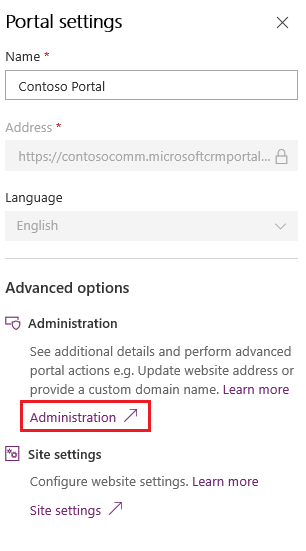 Portal settings
Name *
Contoso Portal
Address *
https://contosocomm.microsoftcrmportal...
Language
English
Advanced options
Administration
See additional details and perform advanced
portal actions e.g. Update website address or
provide a custom domain name. Learn more
Administration
Site settings
Configure website settings. Learn more
Site settings